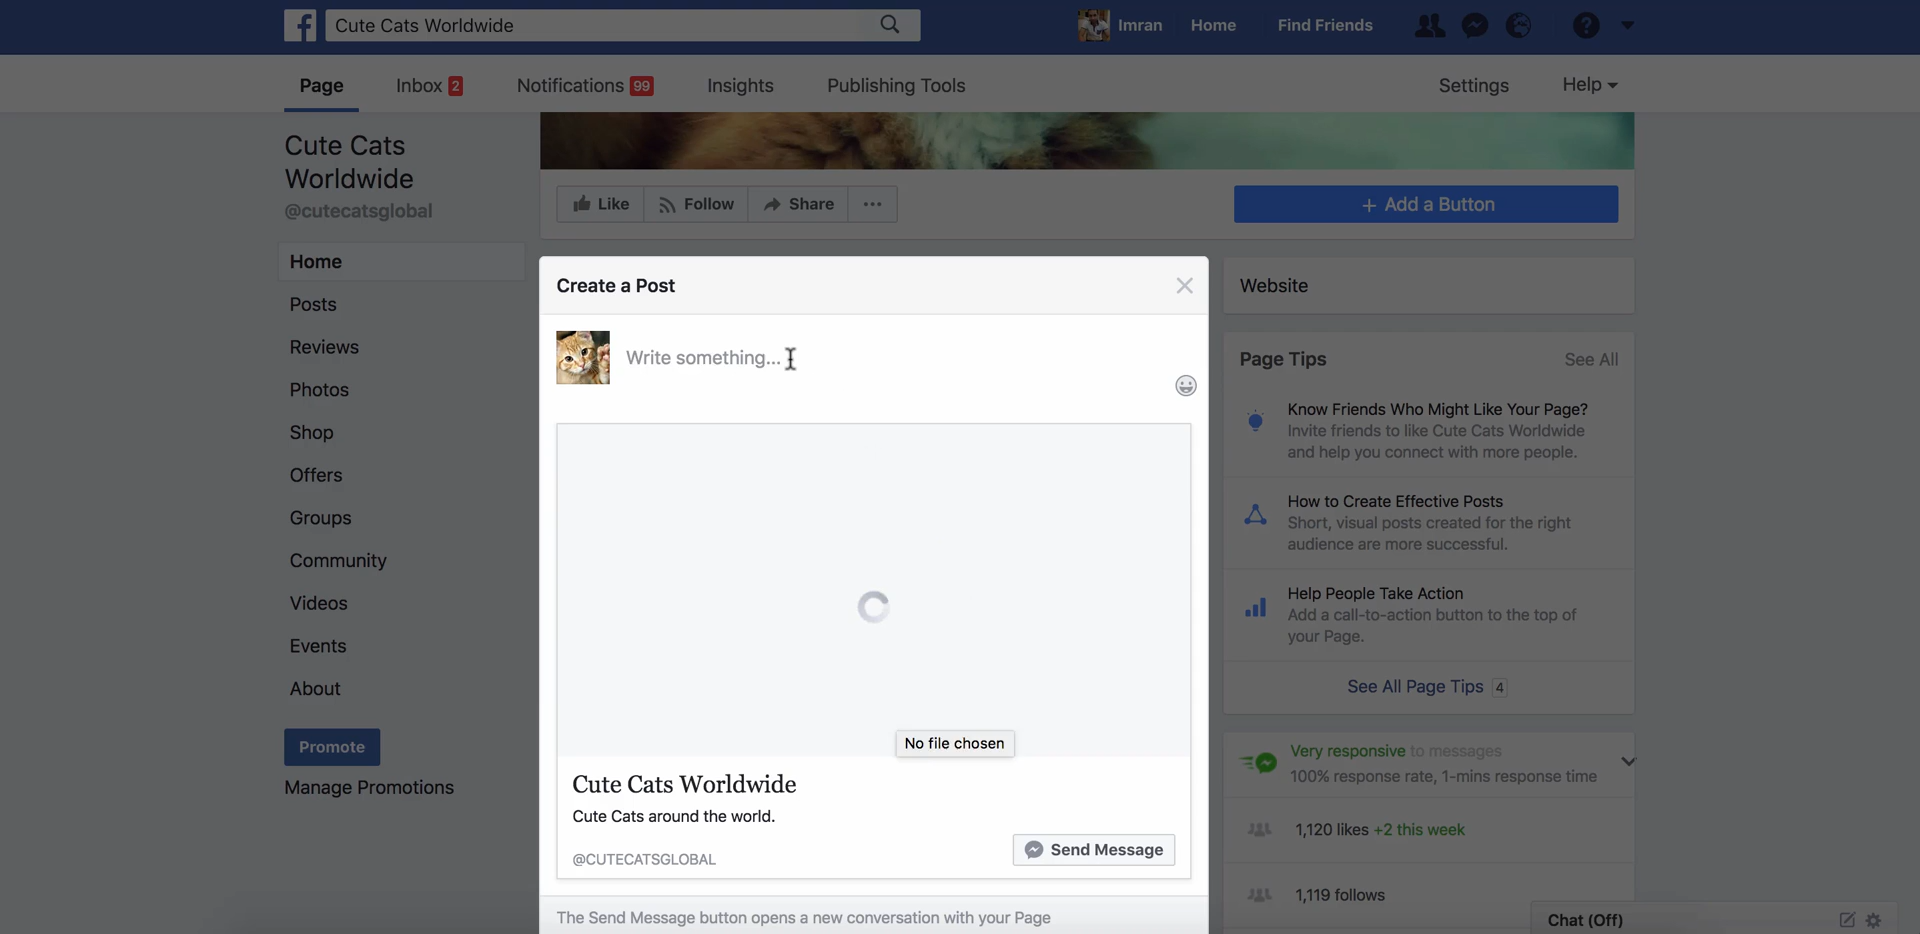 Cute Cats Worldwide
Imran
Home
Find Friends
Page
Inbox 2
Notifications 99
Insights
Publishing Tools
Settings
Help
Cute Cats
Worldwide
@cutecatsglobal
Like
Follow
Share
+ Add a Button
Home
Posts
Reviews
Photos
Shop
Offers
Groups
Community
Videos
Events
About
Promote
Manage Promotions
Create a Post
Write something...
No file chosen
Cute Cats Worldwide
Cute Cats around the world.
@CUTECATSGLOBAL
Send Message
The Send Message button opens a new conversation with your Page
Website
Page Tips
See All
Know Friends Who Might Like Your Page?
Invite friends to like Cute Cats Worldwide
and help you connect with more people.
How to Create Effective Posts
Short, visual posts created for the right
audience are more successful.
Help People Take Action
Add a call-to-action button to the top of
your Page.
See All Page Tips 4
Very responsive to messages
100% response rate, 1-mins response time
1,120 likes +2 this week
1,119 follows
Chat (Off)